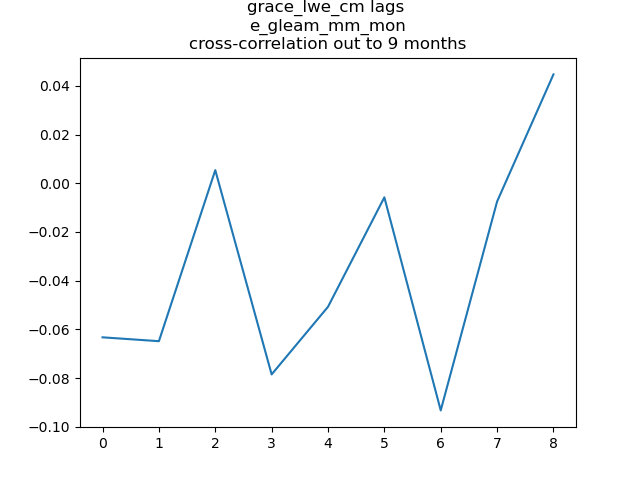 grace_lwe_cm lags
e_gleam_mm_mon
cross-correlation out to 9 months
0.04
0.02
0.00
−0.02
−0.04
−0.06
−0.08
−0.10
0 1 2 3 4 5 6 7 8